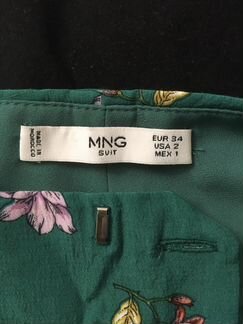 MADE IN
MOROCCO
MNG
SUIT
EUR 34
USA 2
MEX 1